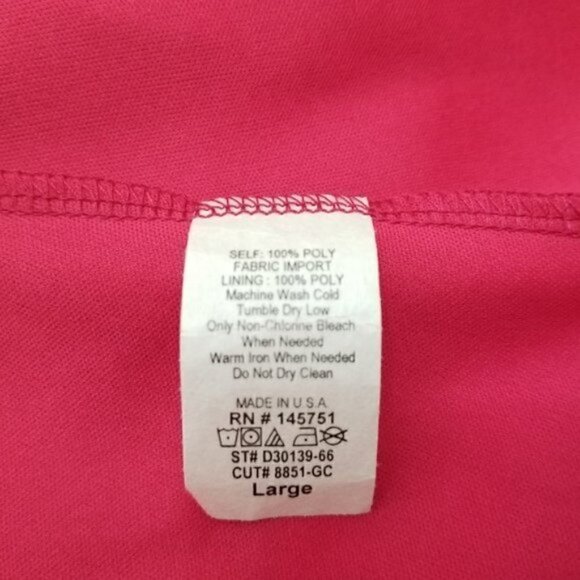 SELF: 100% POLY
FABRIC IMPORT
LINING : 100% POLY
Machine Wash Cold
Tumble Dry Low
Only Non-Chlorine Bleach
When Needed
Warm Iron When Needed
Do Not Dry Clean
MADE IN U.S.A.
RN # 145751
ST# D30139-66
CUT# 8851-GC
Large